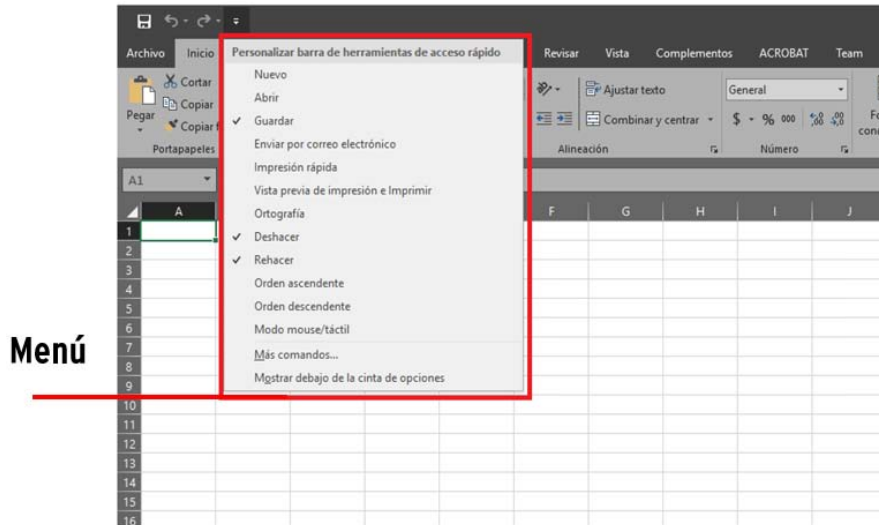 Archivo Inicio Revisar Vista Complementos ACROBAT Team
Personalizar barra de herramientas de acceso rápido
Nuevo
Abrir
Guardar
Enviar por correo electrónico
Impresión rápida
Vista previa de impresión e Imprimir
Ortografía
Deshacer
Rehacer
Orden ascendente
Orden descendente
Modo mouse/táctil
Más comandos...
Mostrar debajo de la cinta de opciones
Pegar
Cortar
Copiar
Copiar
Portapapeles
Ajustar texto
Combinar y centrar
Alineación
General
$ % 000
Número
A1
A F G H I J
1
2
3
4
5
6
7
8
9
10
11
12
13
14
15
16
Menú